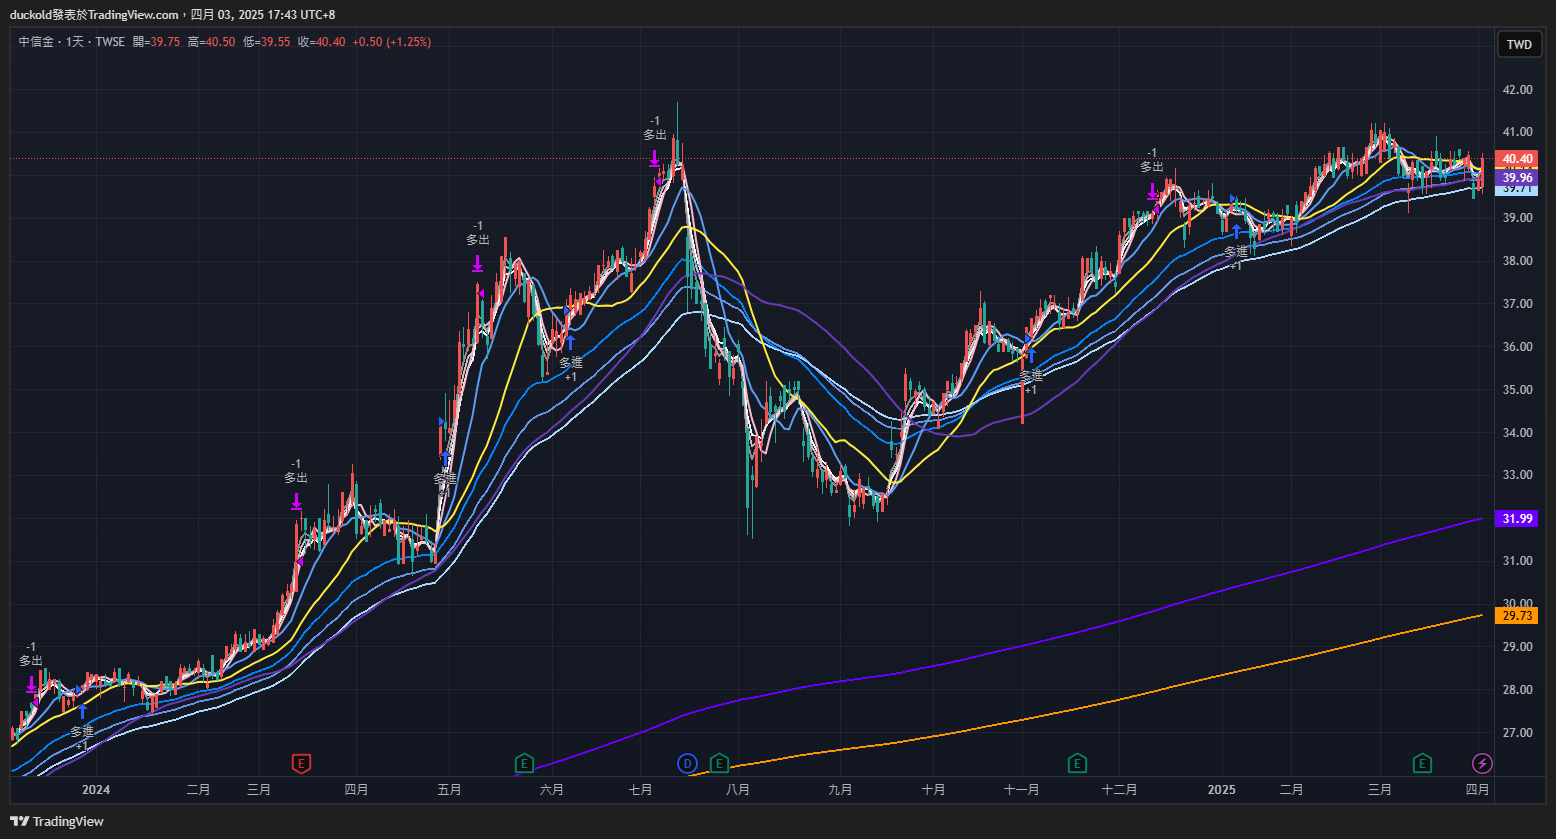 duckold發表於TradingView.com，四月 03, 2025 17:43 UTC+8
中信金・1天・TWSE 開=39.75 高=40.50 低=39.55 收=40.40 +0.50 (+1.25%)
TWD
42.00
41.00
40.40
39.96
39.71
39.00
38.00
37.00
36.00
35.00
34.00
33.00
31.99
31.00
30.00
29.73
29.00
28.00
27.00
-1
多出
-1
多出
-1
多出
-1
多出
-1
多出
多進
+1
多進
多進
+1
多進
+1
多進
+1
E
E
D
E
E
E
2024
二月
三月
四月
五月
六月
七月
八月
九月
十月
十一月
十二月
2025
二月
三月
四月
TradingView